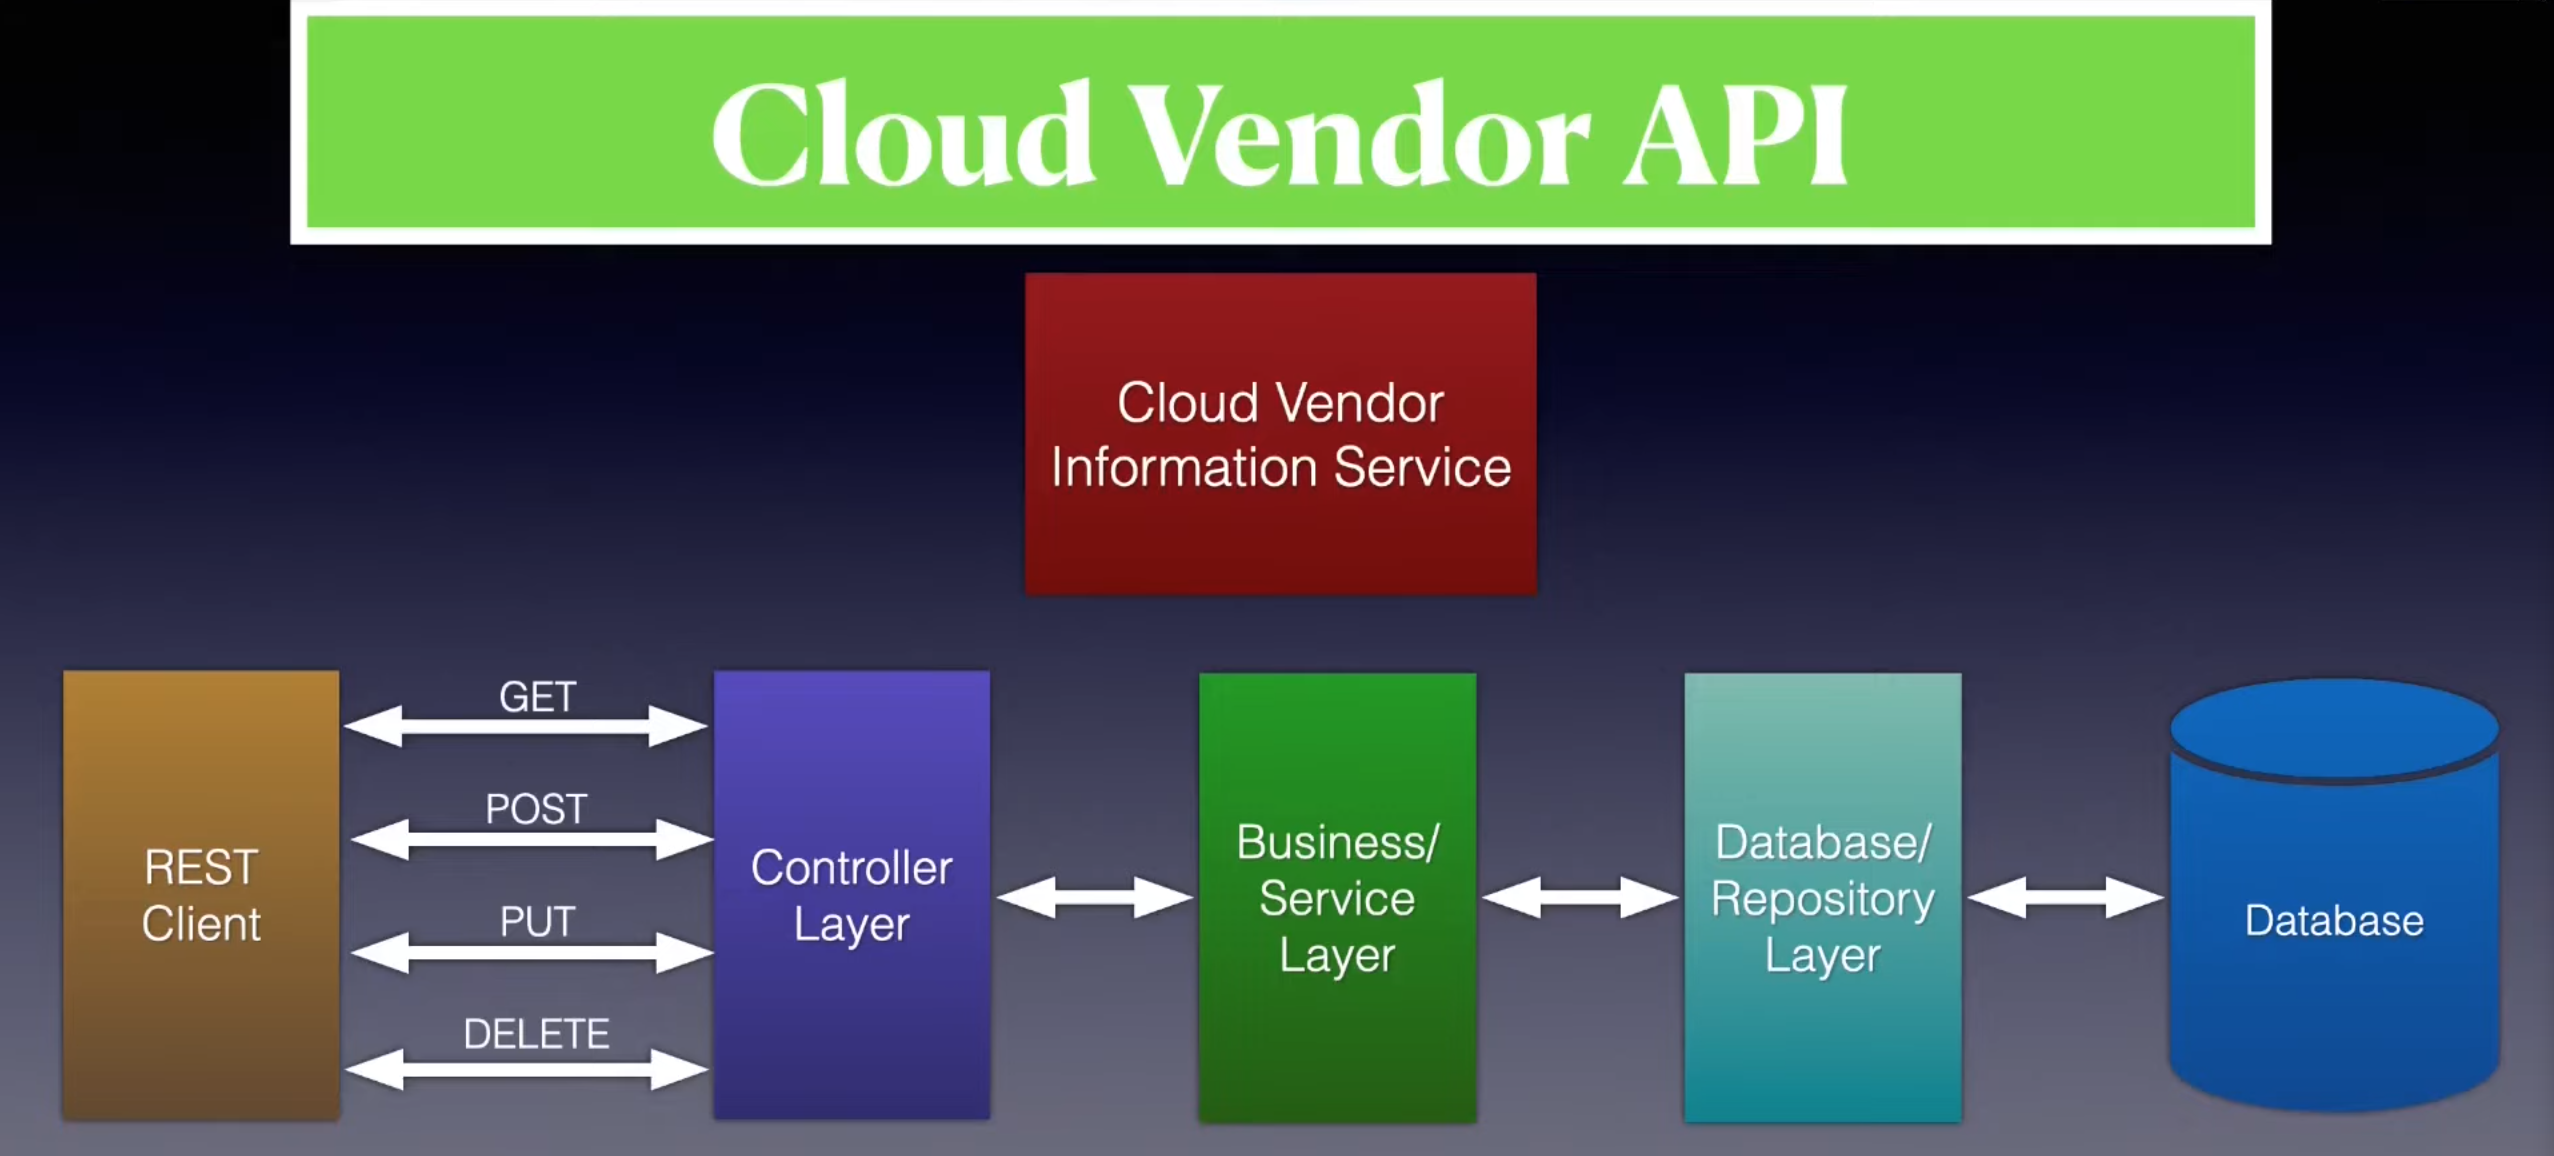 Cloud Vendor API
Cloud Vendor
Information Service
GET
POST
PUT
DELETE
REST
Client
Controller
Layer
Business/
Service
Layer
Database/
Repository
Layer
Database